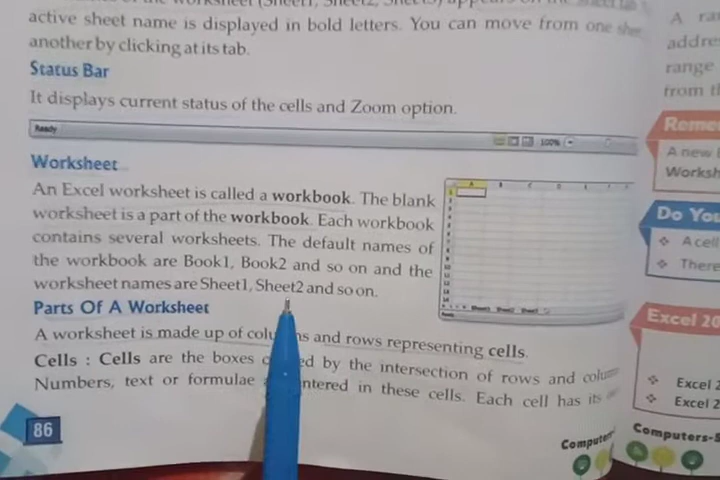 active sheet name is displayed in bold letters. You can move from one
another by clicking at its tab.
Status Bar
It displays current status of the cells and Zoom option.
Ready 100%
Worksheet
An Excel worksheet is called a workbook. The blank
worksheet is a part of the workbook. Each workbook
contains several worksheets. The default names of
the workbook are Book1, Book2 and so on and the
worksheet names are Sheet1, Sheet2 and so on.
Parts Of A Worksheet
A worksheet is made up of and rows representing cells.
Cells : Cells are the boxes by the intersection of rows and
Numbers, text or formulae in these cells. Each cell has its
86
A
addre
range.
from
Reme
A new
Worksh
Do You
A cell
There
Excel 20
Excel 2
Excel 2
Computers-5